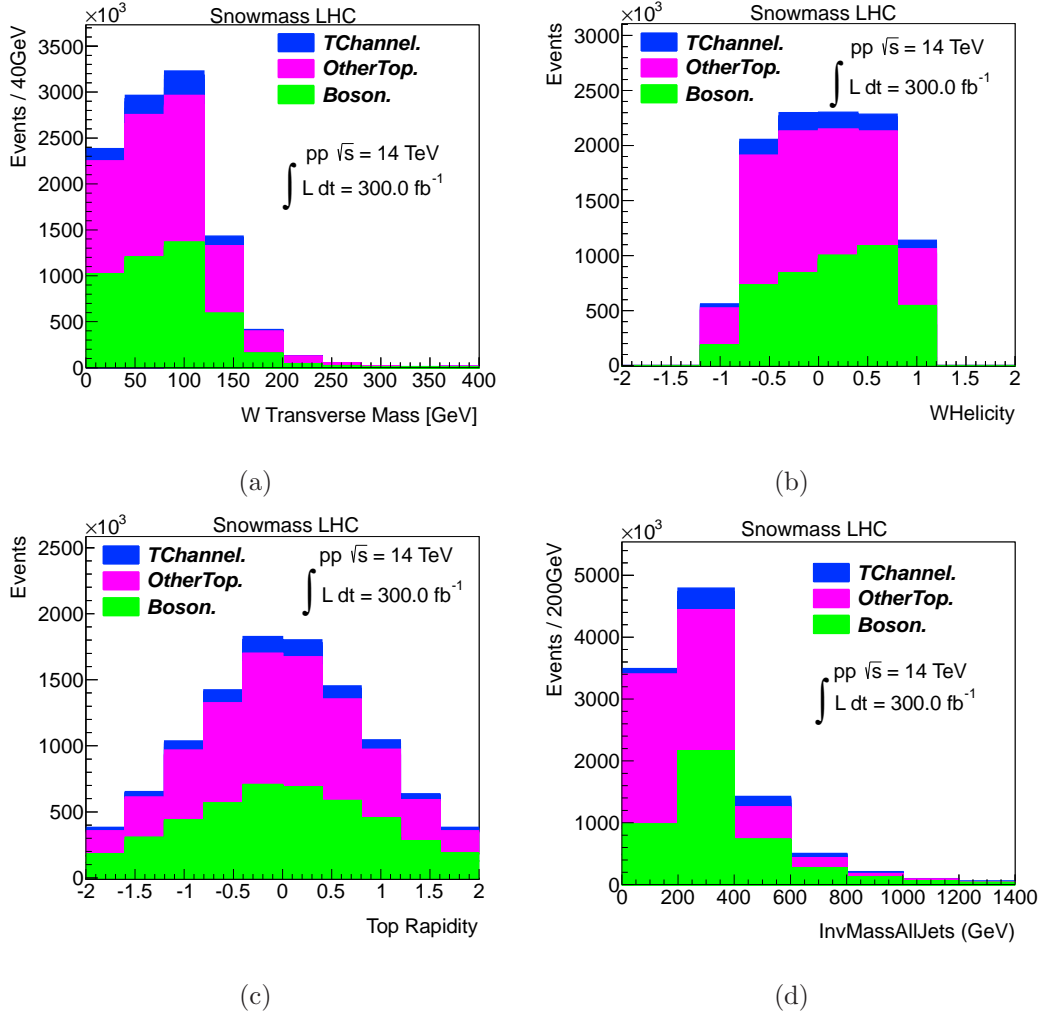 ×10³
Snowmass LHC
Events / 40GeV
3500
3000
2500
2000
1500
1000
500
0
TChannel.
OtherTop.
Boson.
pp √s = 14 TeV
∫ L dt = 300.0 fb⁻¹
0 50 100 150 200 250 300 350 400
W Transverse Mass [GeV]
(a)
×10³
Snowmass LHC
Events
3000
2500
2000
1500
1000
500
0
TChannel.
OtherTop.
Boson.
pp √s = 14 TeV
∫ L dt = 300.0 fb⁻¹
-2 -1.5 -1 -0.5 0 0.5 1 1.5 2
WHelicity
(b)
×10³
Snowmass LHC
Events
2500
2000
1500
1000
500
0
TChannel.
OtherTop.
Boson.
pp √s = 14 TeV
∫ L dt = 300.0 fb⁻¹
-2 -1.5 -1 -0.5 0 0.5 1 1.5 2
Top Rapidity
(c)
×10³
Snowmass LHC
Events / 200GeV
5000
4000
3000
2000
1000
0
TChannel.
OtherTop.
Boson.
pp √s = 14 TeV
∫ L dt = 300.0 fb⁻¹
0 200 400 600 800 1000 1200 1400
InvMassAllJets (GeV)
(d)